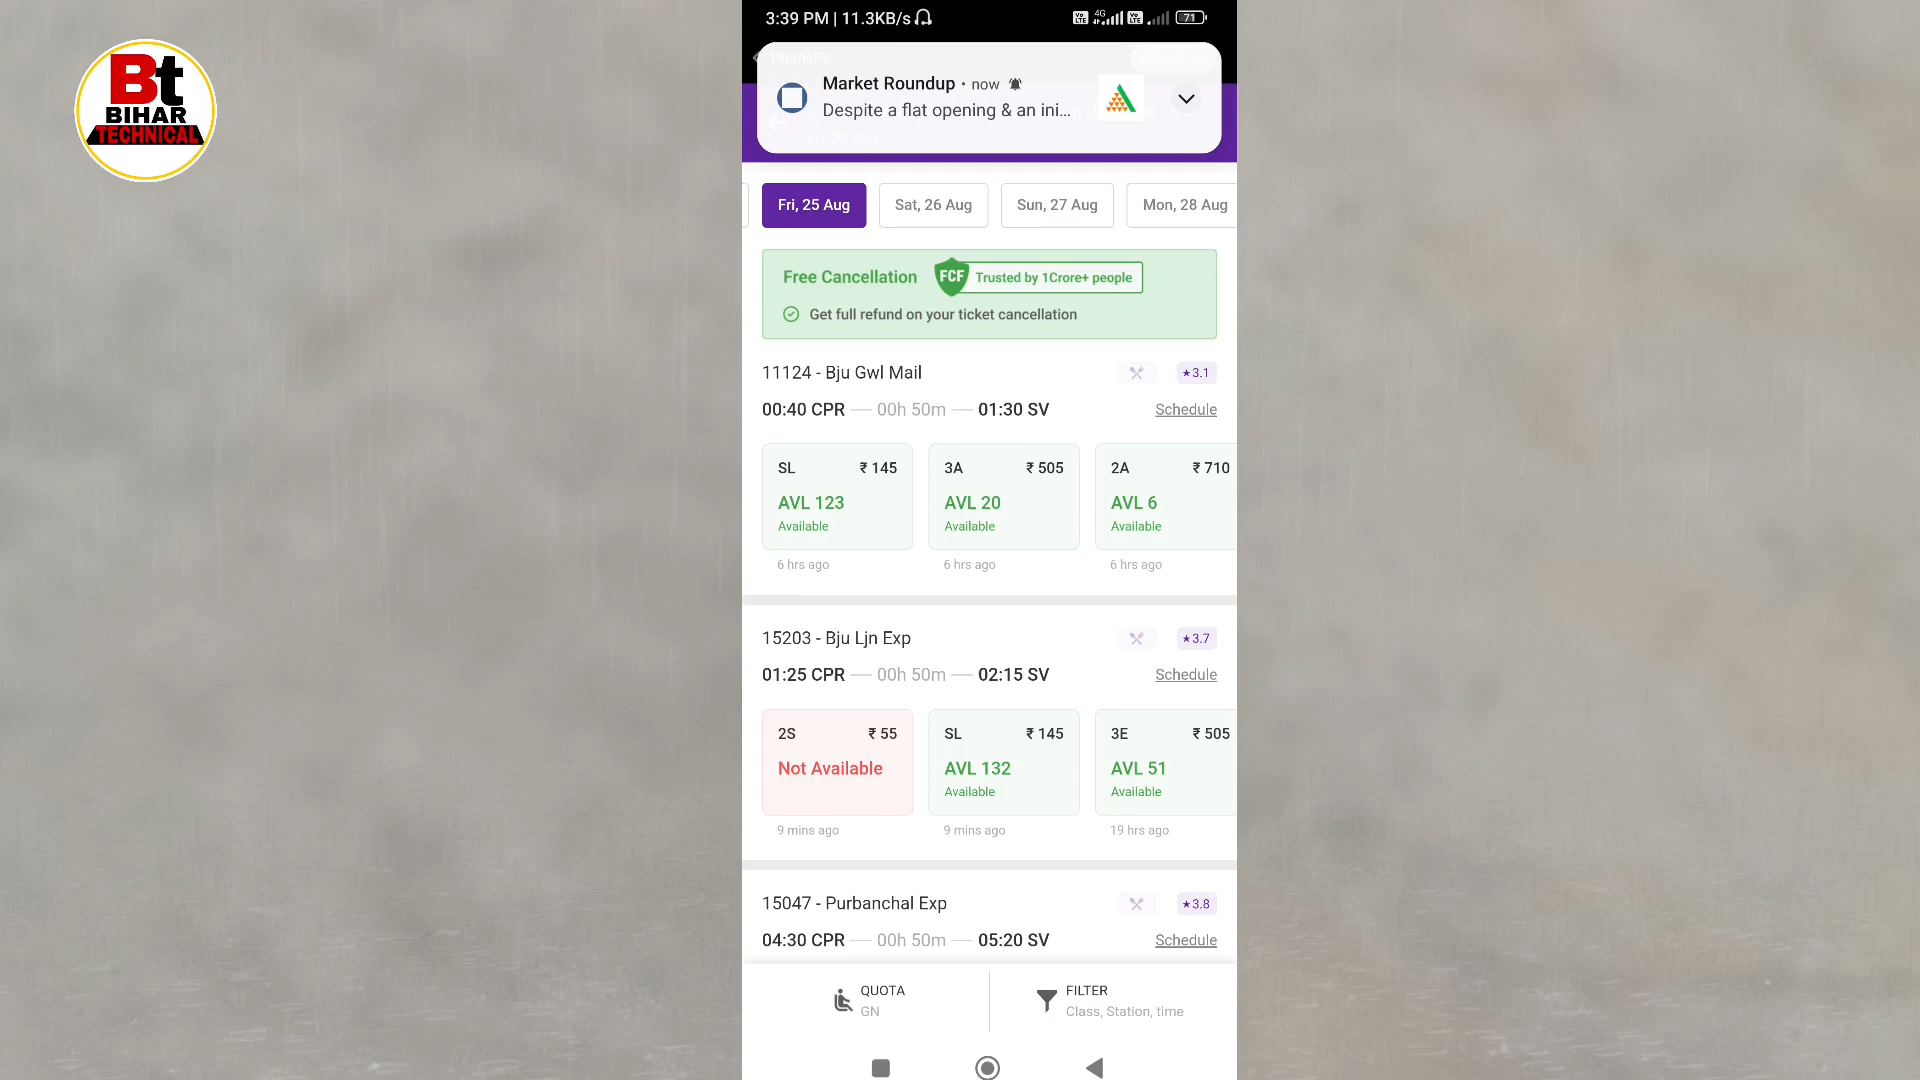 Bt
BIHAR
TECHNICAL
3:39 PM | 11.3KB/s
4G
71
PhonePe
Market Roundup • now
Despite a flat opening & an ini...
Fri, 25 Aug
Sat, 26 Aug
Sun, 27 Aug
Mon, 28 Aug
Free Cancellation FCF Trusted by 1Crore+ people
Get full refund on your ticket cancellation
11124 - Bju Gwl Mail ★3.1
00:40 CPR — 00h 50m — 01:30 SV Schedule
SL ₹ 145 3A ₹ 505 2A ₹ 710
AVL 123 AVL 20 AVL 6
Available Available Available
6 hrs ago 6 hrs ago 6 hrs ago
15203 - Bju Ljn Exp ★3.7
01:25 CPR — 00h 50m — 02:15 SV Schedule
2S ₹ 55 SL ₹ 145 3E ₹ 505
Not Available AVL 132 AVL 51
Available Available
9 mins ago 9 mins ago 19 hrs ago
15047 - Purbanchal Exp ★3.8
04:30 CPR — 00h 50m — 05:20 SV Schedule
QUOTA
GN
FILTER
Class, Station, time